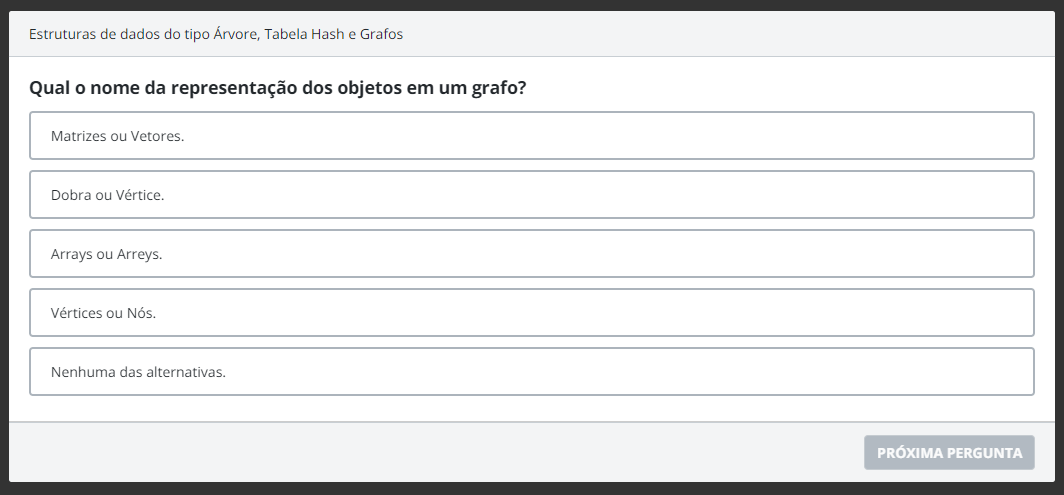 Estruturas de dados do tipo Árvore, Tabela Hash e Grafos
Qual o nome da representação dos objetos em um grafo?
Matrizes ou Vetores.
Dobra ou Vértice.
Arrays ou Arreys.
Vértices ou Nós.
Nenhuma das alternativas.
PRÓXIMA PERGUNTA